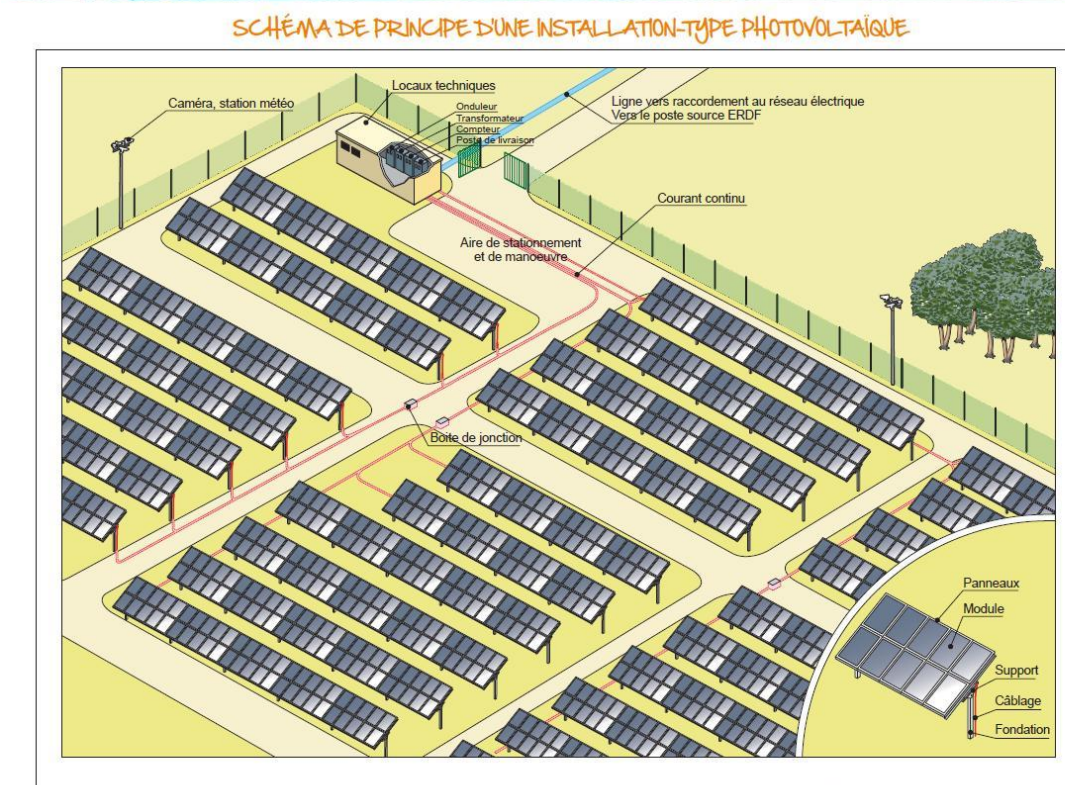 SCHÉMA DE PRINCIPE D'UNE INSTALLATION-TYPE PHOTOVOLTAÏQUE
Locaux techniques
Caméra, station météo
Onduleur
Transformateur
Compteur
Poste de livraison
Ligne vers raccordement au réseau électrique
Vers le poste source ERDF
Courant continu
Aire de stationnement
et de manoeuvre
Boite de jonction
Panneaux
Module
Support
Câblage
Fondation